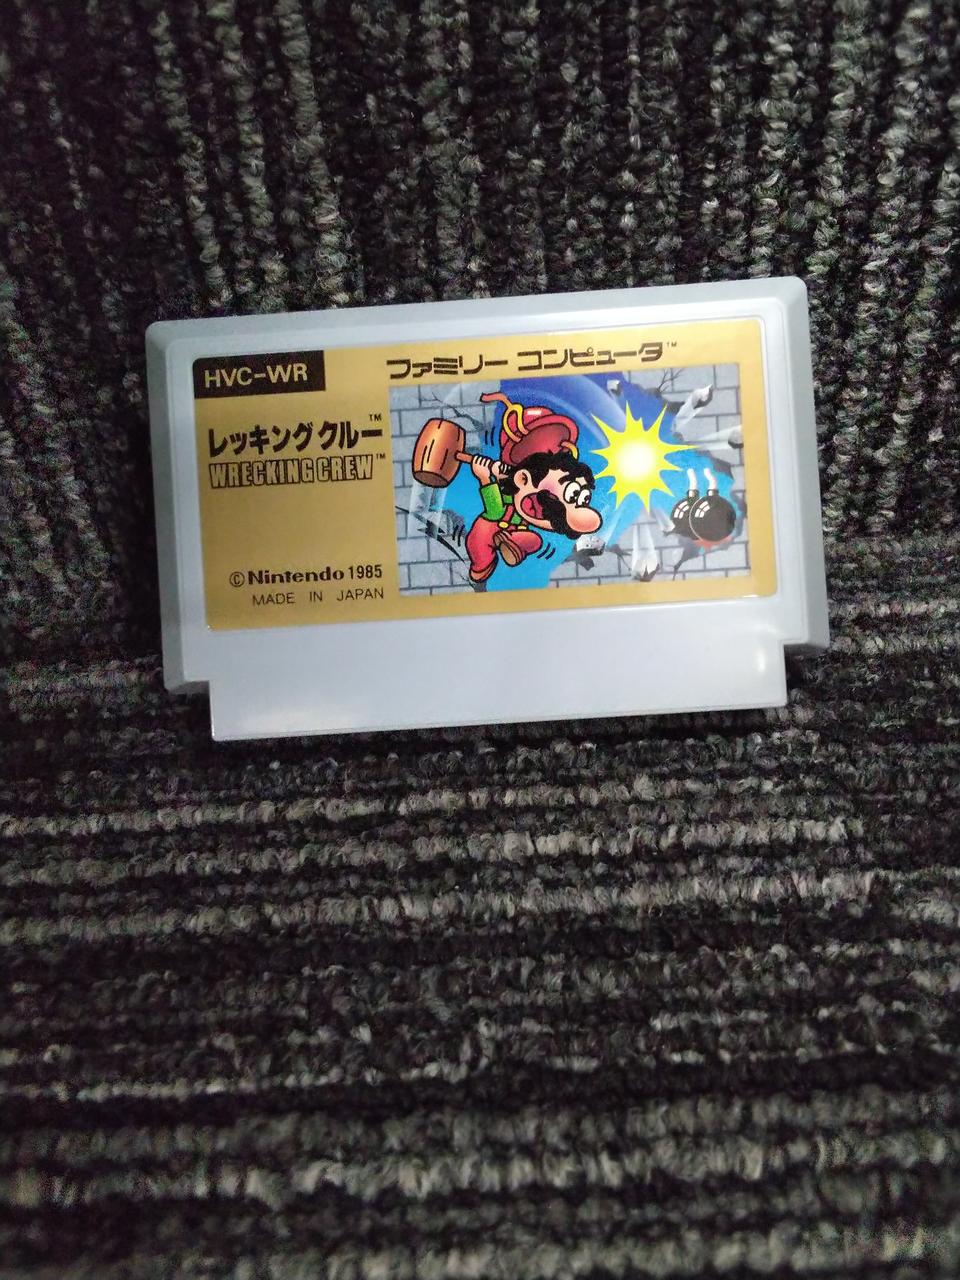 HVC-WR
ファミリー コンピュータ™
レッキングクルー™
WRECKING CREW™
©Nintendo 1985
MADE IN JAPAN